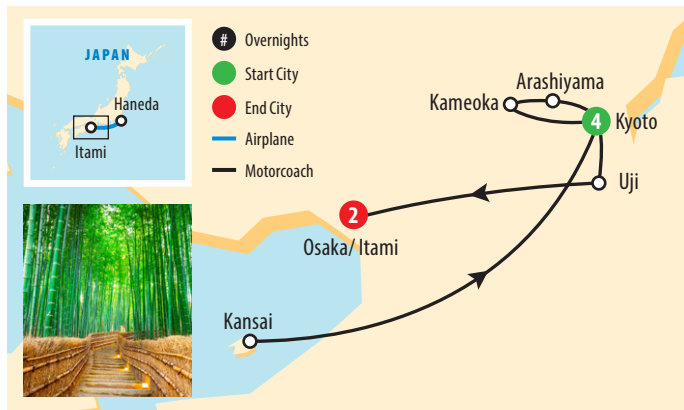 JAPAN
Haneda
Itami
# Overnights
Start City
End City
Airplane
Motorcoach
Arashiyama
Kameoka
4 Kyoto
Uji
2
Osaka/ Itami
Kansai